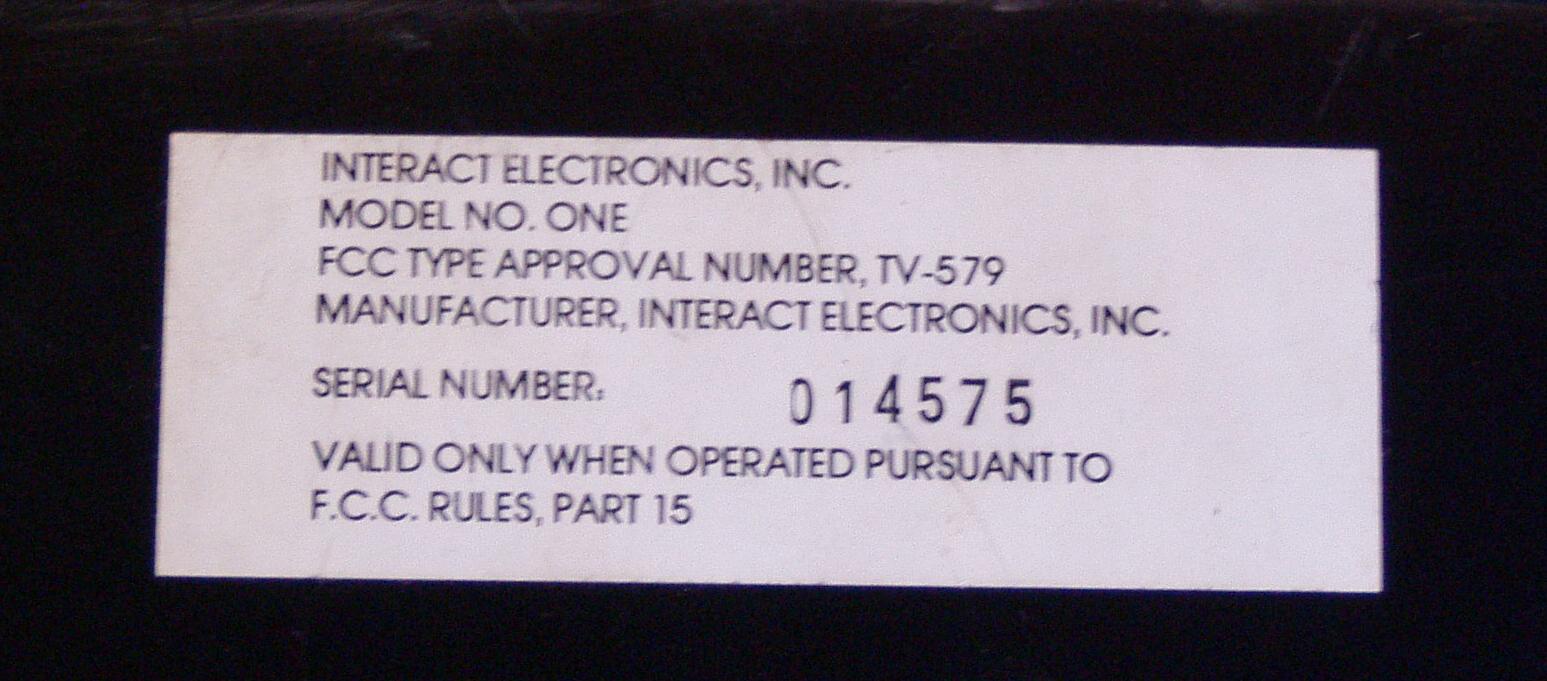 INTERACT ELECTRONICS, INC.
MODEL NO. ONE
FCC TYPE APPROVAL NUMBER, TV-579
MANUFACTURER, INTERACT ELECTRONICS, INC.
SERIAL NUMBER: 014575
VALID ONLY WHEN OPERATED PURSUANT TO
F.C.C. RULES, PART 15